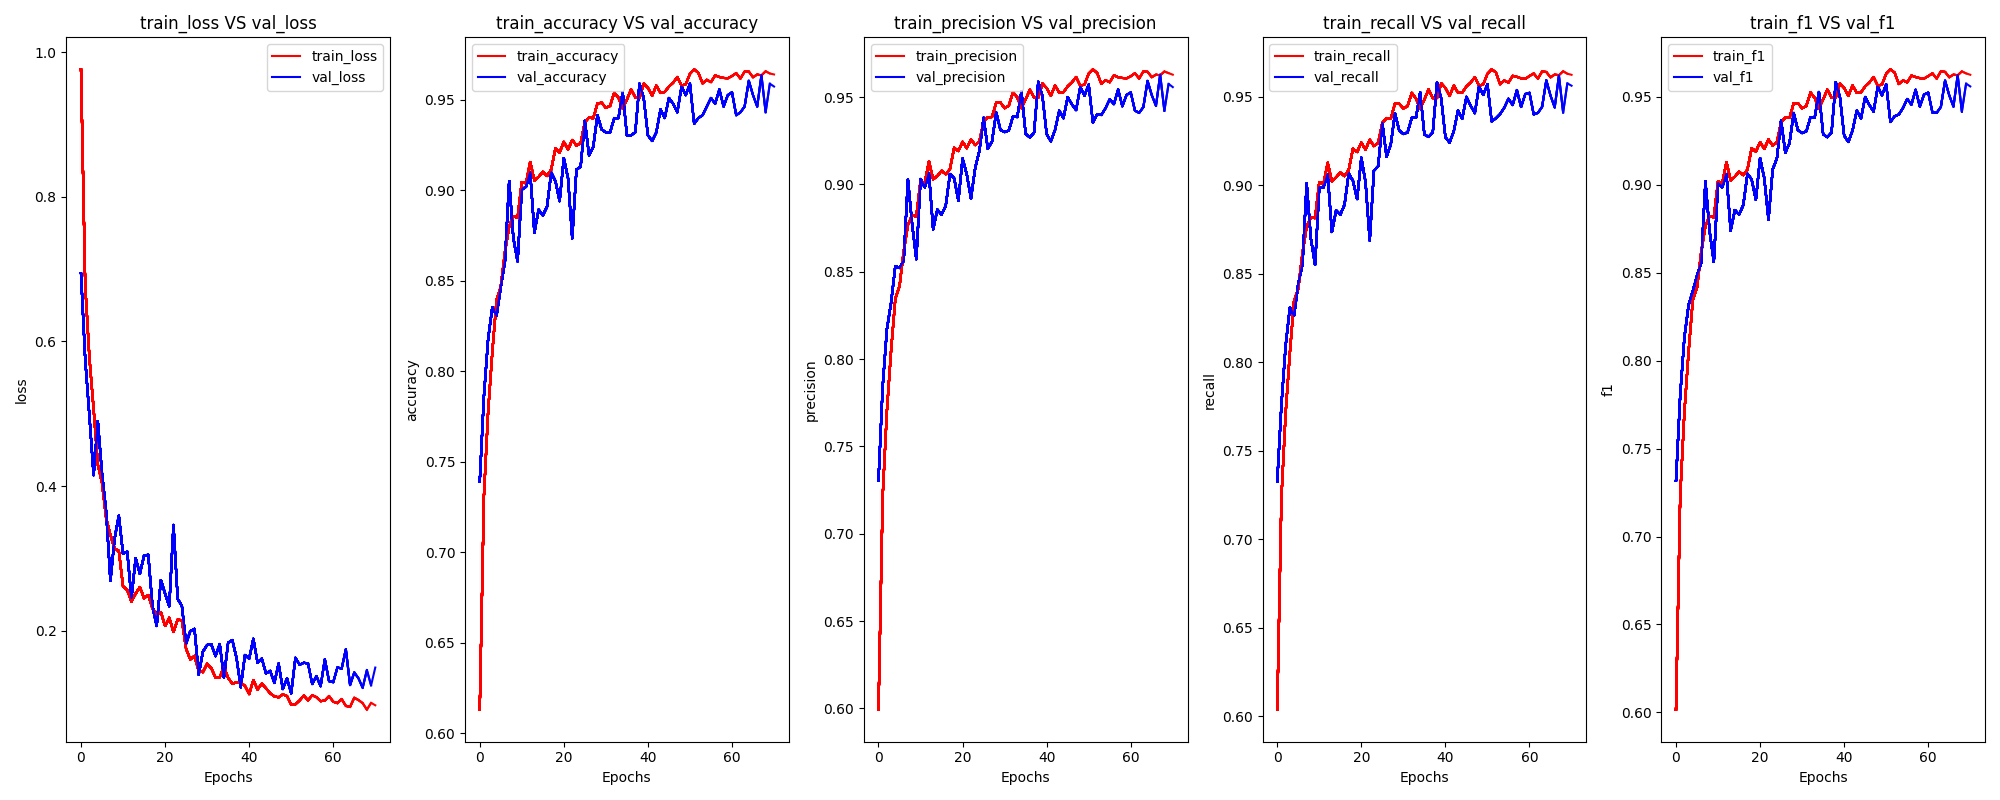 train_loss VS val_loss
train_loss
val_loss
1.0
0.8
0.6
0.4
0.2
loss
0
20
40
60
Epochs
train_accuracy VS val_accuracy
train_accuracy
val_accuracy
0.95
0.90
0.85
0.80
0.75
0.70
0.65
0.60
accuracy
0
20
40
60
Epochs
train_precision VS val_precision
train_precision
val_precision
0.95
0.90
0.85
0.80
0.75
0.70
0.65
0.60
precision
0
20
40
60
Epochs
train_recall VS val_recall
train_recall
val_recall
0.95
0.90
0.85
0.80
0.75
0.70
0.65
0.60
recall
0
20
40
60
Epochs
train_f1 VS val_f1
train_f1
val_f1
0.95
0.90
0.85
0.80
0.75
0.70
0.65
0.60
f1
0
20
40
60
Epochs